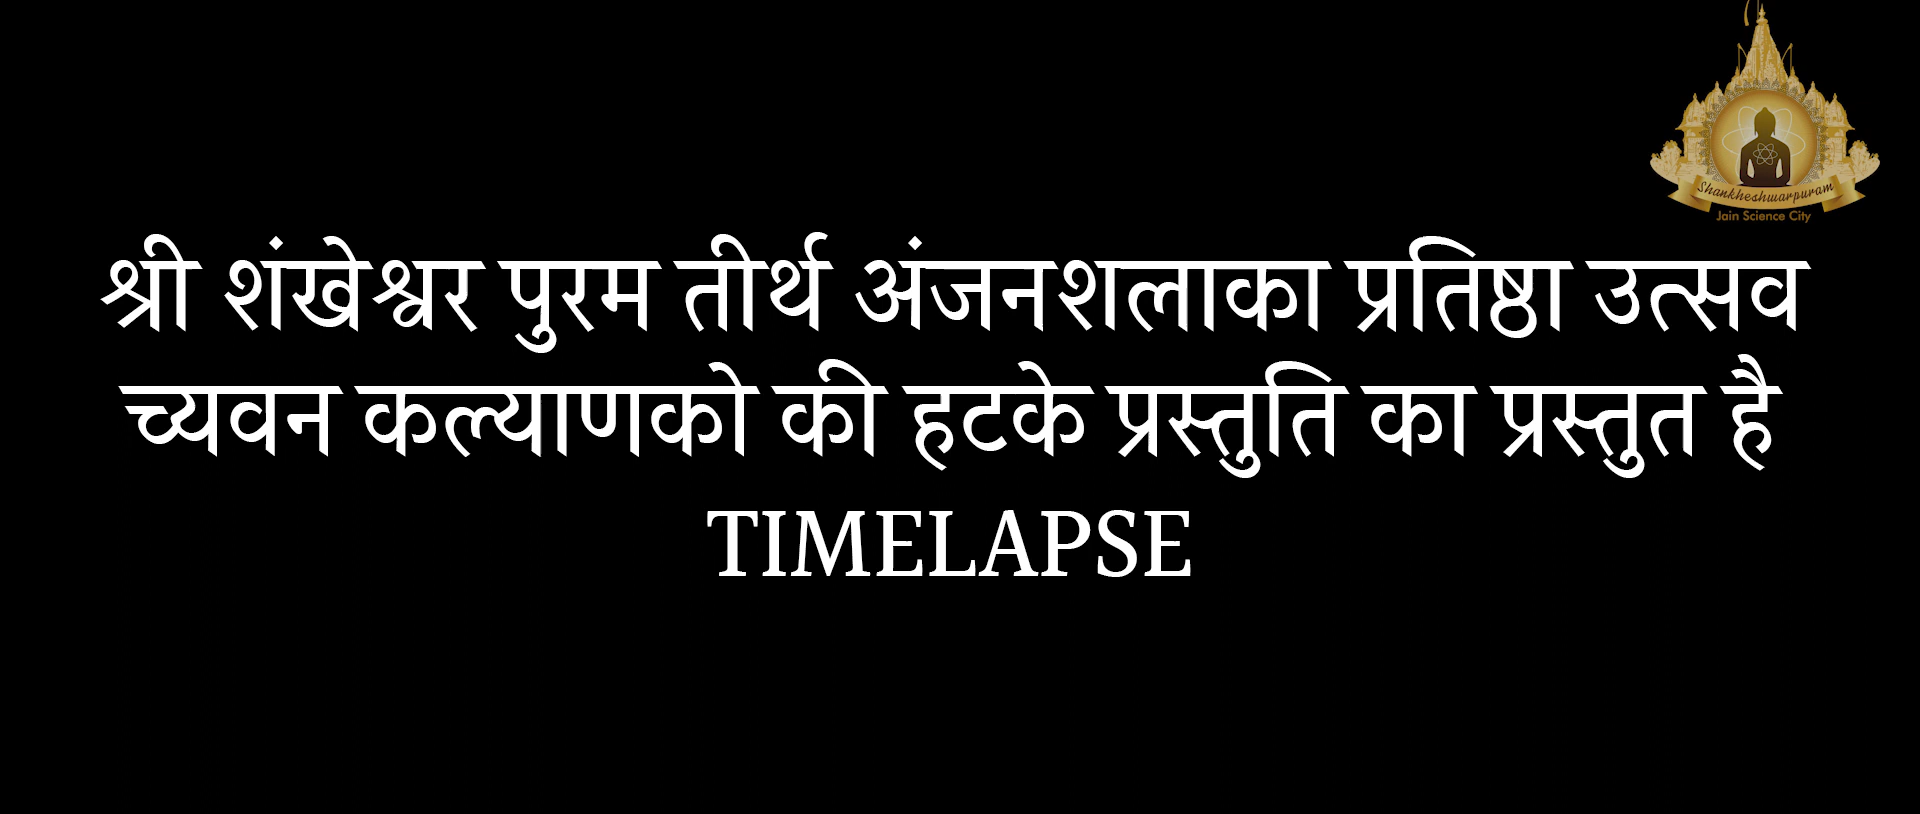 Shankheshwarpuram
Jain Science City
श्री शंखेश्वर पुरम तीर्थ अंजनशलाका प्रतिष्ठा उत्सव
च्यवन कल्याणको की हटके प्रस्तुति का प्रस्तुत है
TIMELAPSE